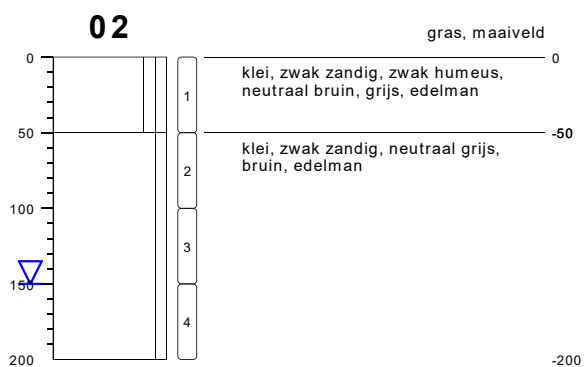 02
gras, maaiveld
0
0
klei, zwak zandig, zwak humeus,
neutraal bruin, grijs, edelman
1
50
-50
klei, zwak zandig, neutraal grijs,
bruin, edelman
2
100
3
150
4
200
-200